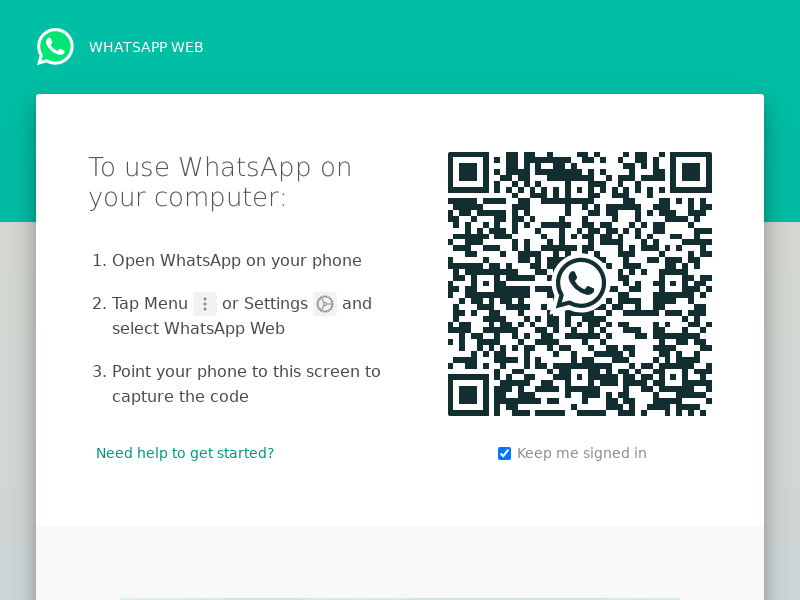 WHATSAPP WEB
To use WhatsApp on
your computer:
1. Open WhatsApp on your phone
2. Tap Menu or Settings and
select WhatsApp Web
3. Point your phone to this screen to
capture the code
Need help to get started?
Keep me signed in